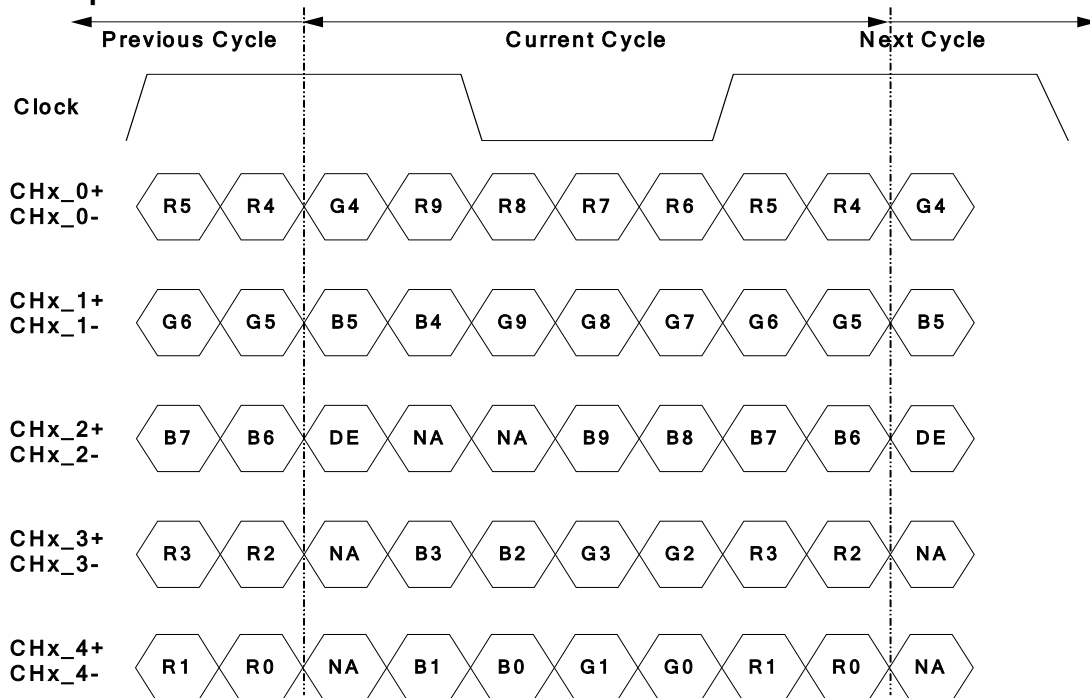 Previous Cycle Current Cycle Next Cycle
Clock
CHx_0+
CHx_0-
R5 R4 G4 R9 R8 R7 R6 R5 R4 G4
CHx_1+
CHx_1-
G6 G5 B5 B4 G9 G8 G7 G6 G5 B5
CHx_2+
CHx_2-
B7 B6 DE NA NA B9 B8 B7 B6 DE
CHx_3+
CHx_3-
R3 R2 NA B3 B2 G3 G2 R3 R2 NA
CHx_4+
CHx_4-
R1 R0 NA B1 B0 G1 G0 R1 R0 NA